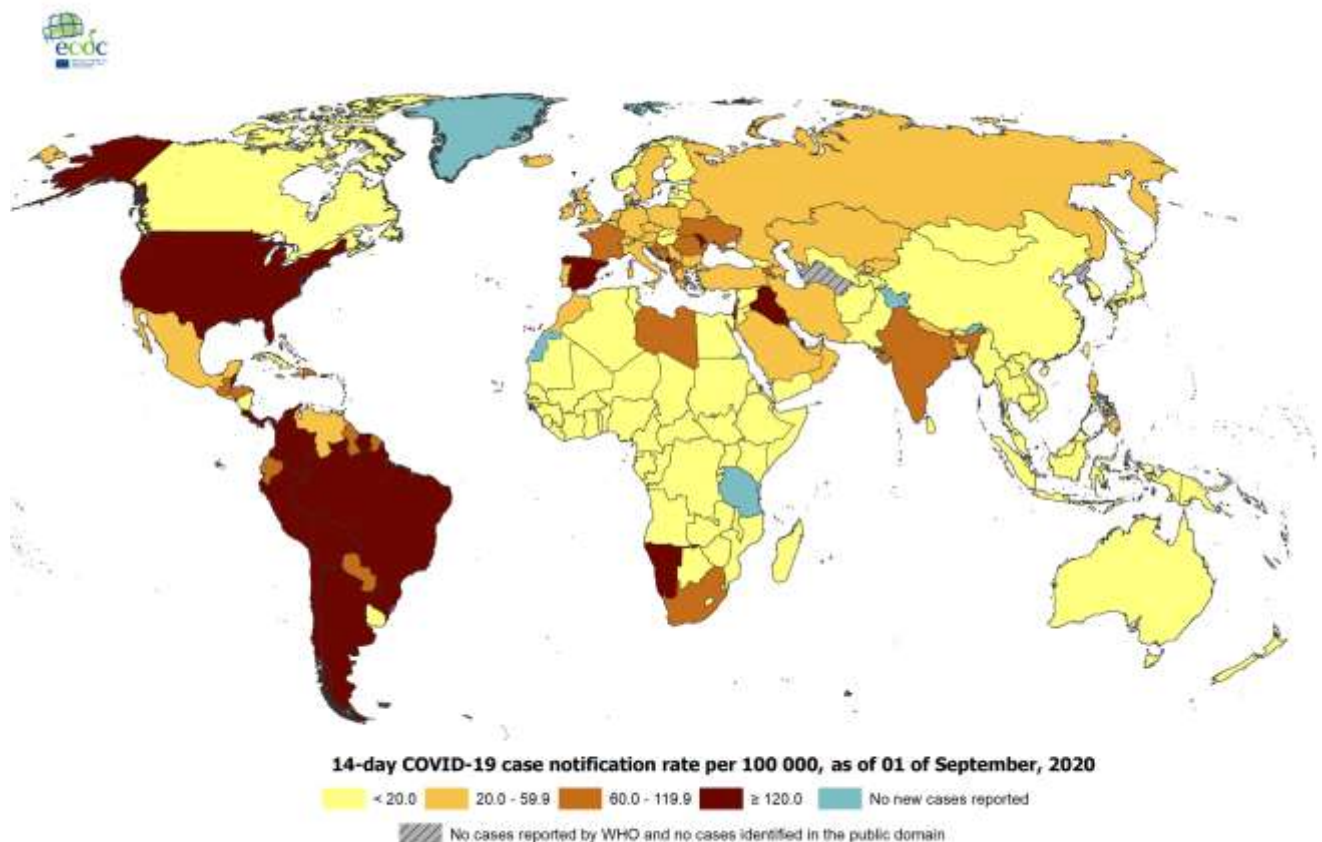 ecdc
14-day COVID-19 case notification rate per 100 000, as of 01 of September, 2020
< 20.0 20.0 - 59.9 60.0 - 119.9 ≥ 120.0 No new cases reported
No cases reported by WHO and no cases identified in the public domain